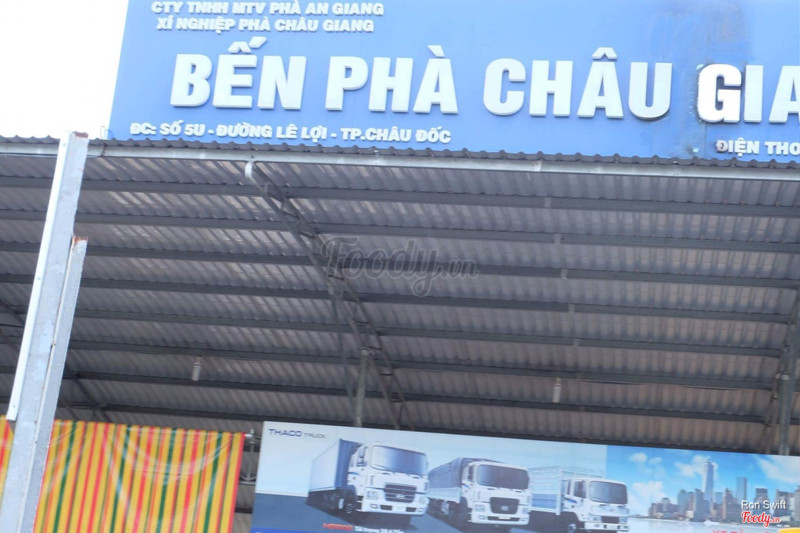 CTY TNHH MTV PHÀ AN GIANG
XÍ NGHIỆP PHÀ CHÂU GIANG
BẾN PHÀ CHÂU GIA
ĐC: SỐ 5U - ĐƯỜNG LÊ LỢI - TP.CHÂU ĐỐC
ĐIỆN THO
Foody.vn
THACO TRUCK
Ron Swift
Foody.vn